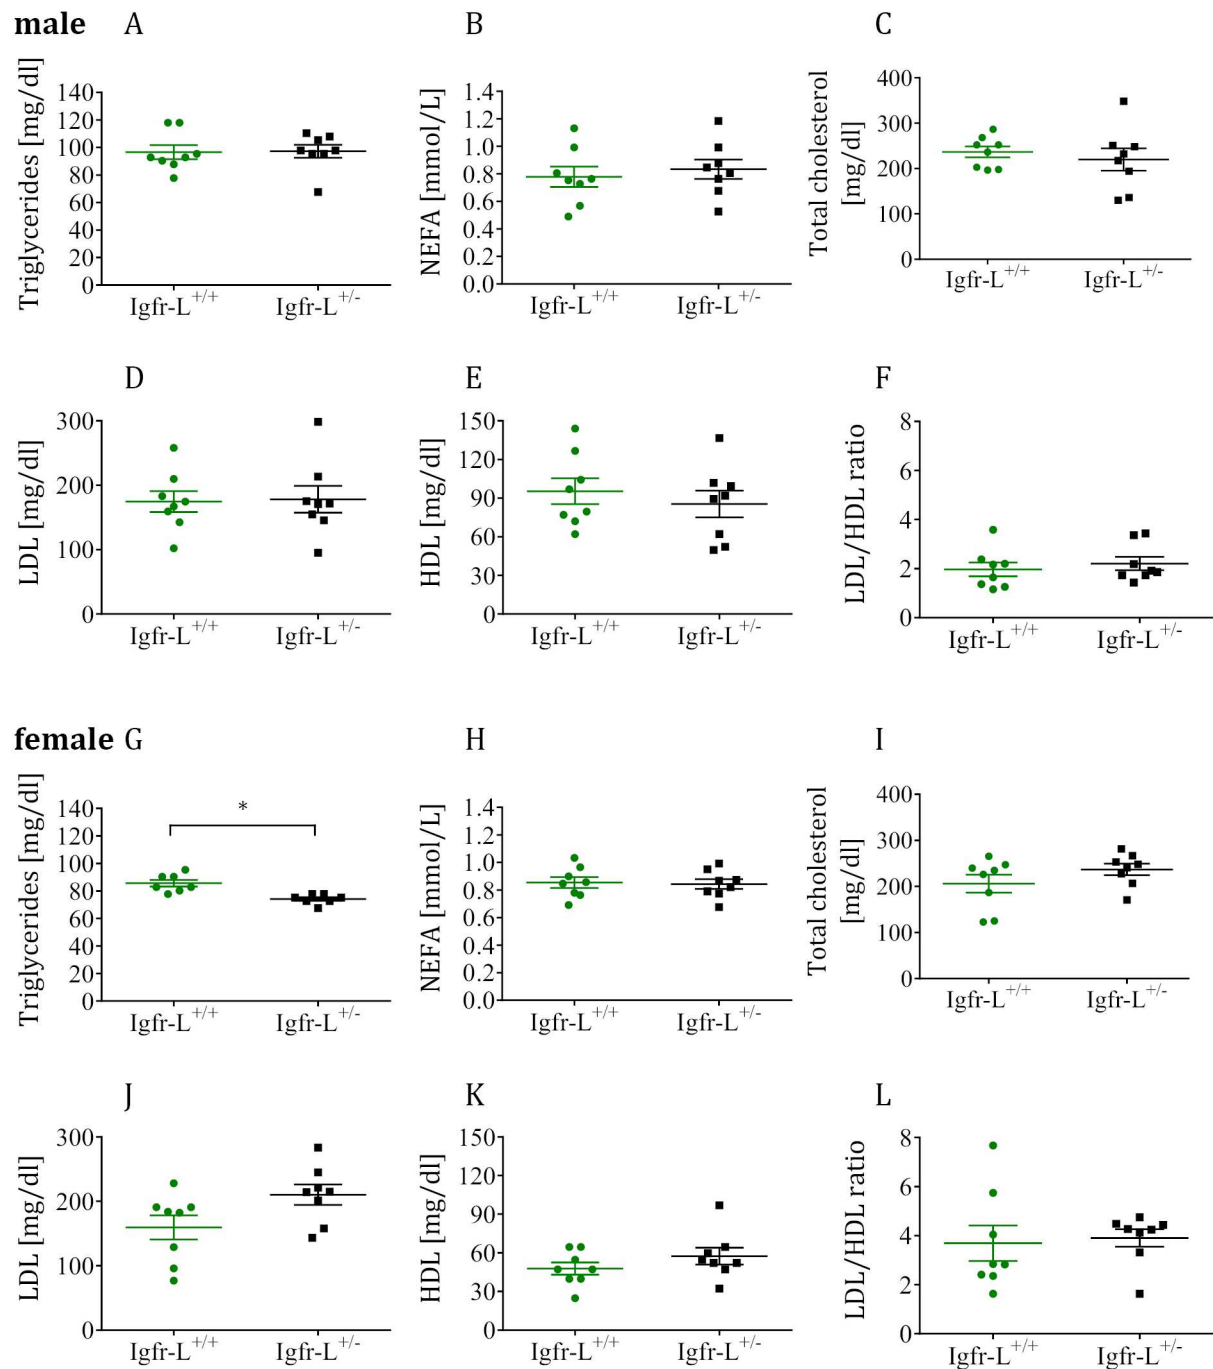 male A B C
Triglycerides [mg/dl]
140
120
100
80
60
40
20
0
Igfr-L+/+ Igfr-L+/-
NEFA [mmol/L]
1.4
1.2
1.0
0.8
0.6
0.4
0.2
0.0
Igfr-L+/+ Igfr-L+/-
Total cholesterol
[mg/dl]
400
300
200
100
0
Igfr-L+/+ Igfr-L+/-
D E F
LDL [mg/dl]
300
200
100
0
Igfr-L+/+ Igfr-L+/-
HDL [mg/dl]
150
120
90
60
30
0
Igfr-L+/+ Igfr-L+/-
LDL/HDL ratio
8
6
4
2
0
Igfr-L+/+ Igfr-L+/-
female G H I
Triglycerides [mg/dl]
140
120
100
80
60
40
20
0
*
Igfr-L+/+ Igfr-L+/-
NEFA [mmol/L]
1.4
1.2
1.0
0.8
0.6
0.4
0.2
0.0
Igfr-L+/+ Igfr-L+/-
Total cholesterol
[mg/dl]
400
300
200
100
0
Igfr-L+/+ Igfr-L+/-
J K L
LDL [mg/dl]
300
200
100
0
Igfr-L+/+ Igfr-L+/-
HDL [mg/dl]
150
120
90
60
30
0
Igfr-L+/+ Igfr-L+/-
LDL/HDL ratio
8
6
4
2
0
Igfr-L+/+ Igfr-L+/-